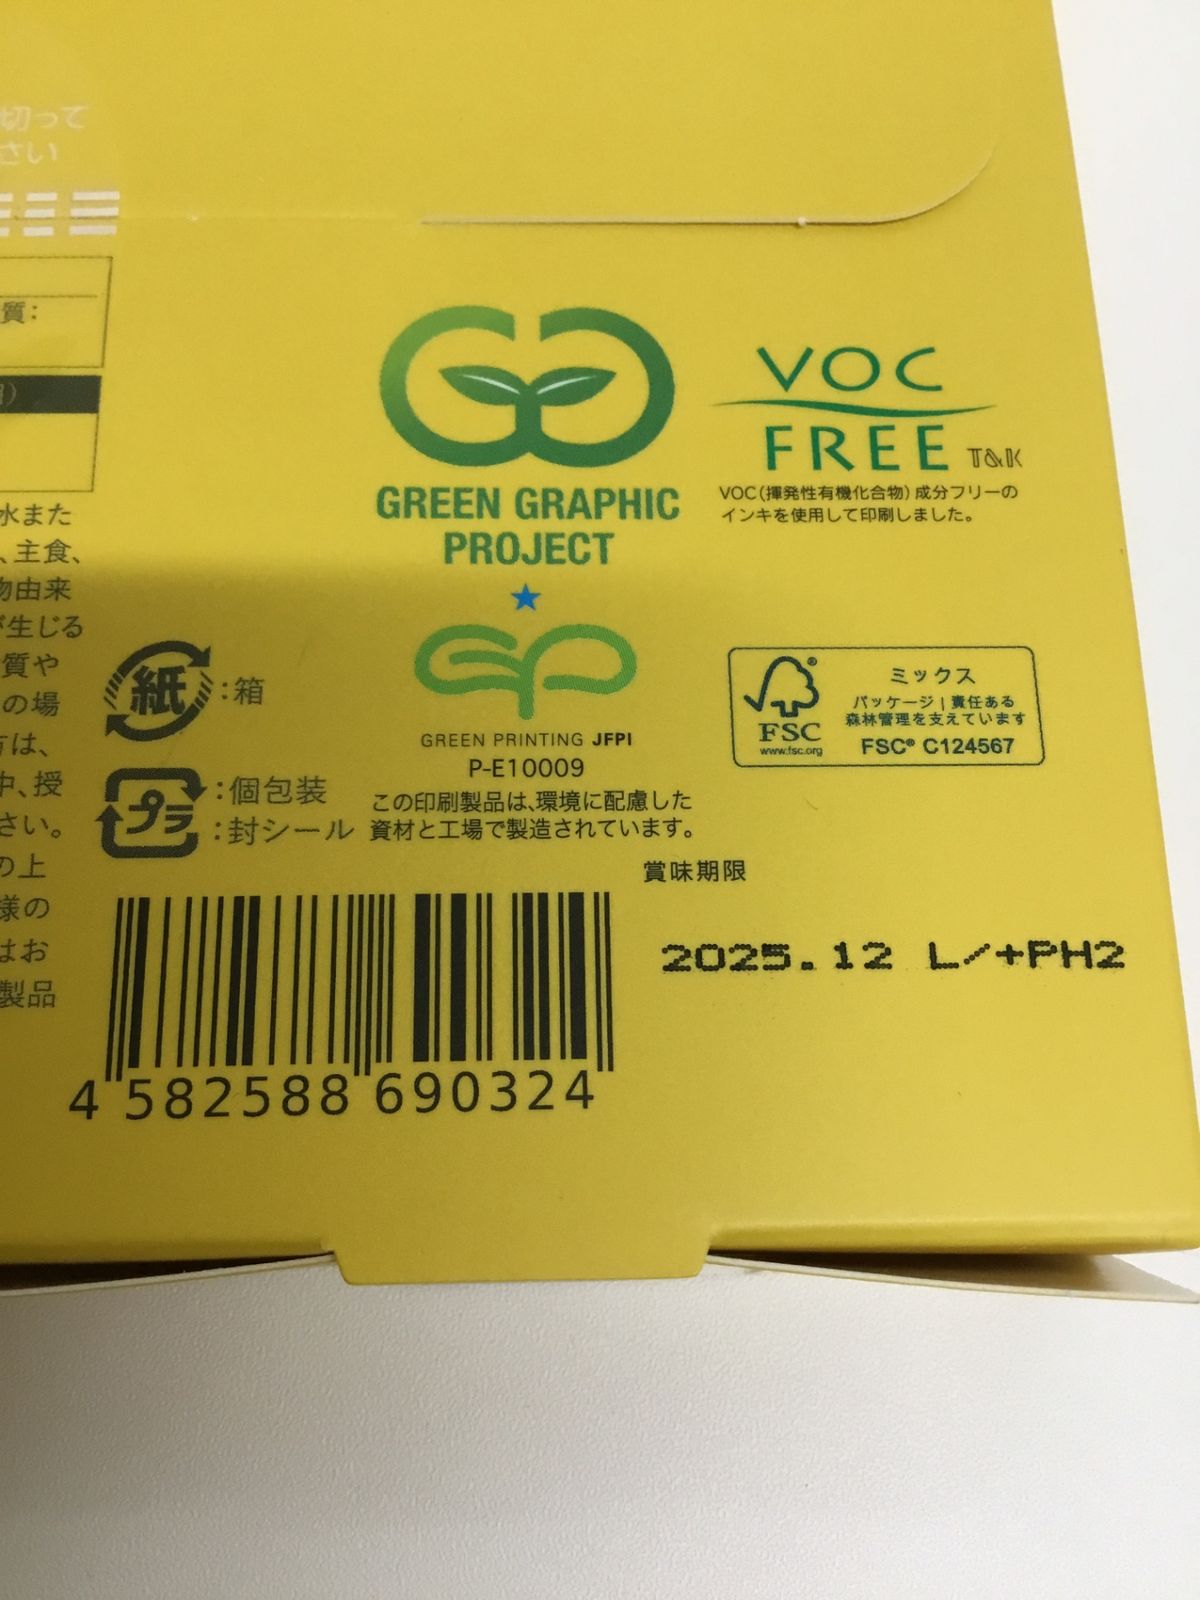 切って
さい
質:
水また
、主食、
物由来
が生じる
質や
の場
方は、
中、授
さい。
の上
様の
はお
製品
GREEN GRAPHIC
PROJECT
VOC
FREE T&K
VOC(揮発性有機化合物)成分フリーの
インキを使用して印刷しました。
紙:箱
プラ:個包装
:封シール
GREEN PRINTING JFPI
P-E10009
この印刷製品は、環境に配慮した
資材と工場で製造されています。
FSC®
www.fsc.org
ミックス
パッケージ | 責任ある
森林管理を支えています
FSC® C124567
賞味期限
2025.12 L/+PH2
4 582588 690324